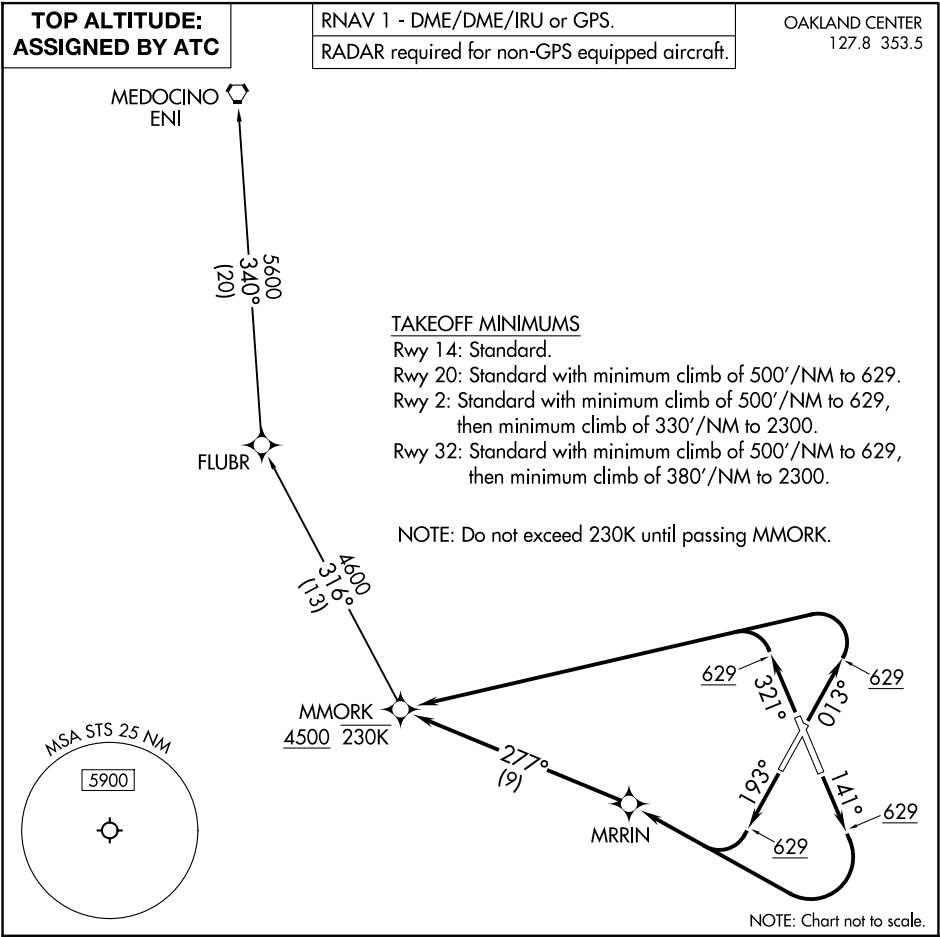 TOP ALTITUDE:
ASSIGNED BY ATC
RNAV 1 - DME/DME/IRU or GPS.
RADAR required for non-GPS equipped aircraft.
OAKLAND CENTER
127.8 353.5
MEDOCINO
ENI
5600
340°
(20)
TAKEOFF MINIMUMS
Rwy 14: Standard.
Rwy 20: Standard with minimum climb of 500'/NM to 629.
Rwy 2: Standard with minimum climb of 500'/NM to 629,
then minimum climb of 330'/NM to 2300.
Rwy 32: Standard with minimum climb of 500'/NM to 629,
then minimum climb of 380'/NM to 2300.
FLUBR
NOTE: Do not exceed 230K until passing MMORK.
4600
316°
(13)
629
321°
013°
629
MMORK
4500 230K
277°
(9)
MRRIN
193°
141°
629
629
MSA STS 25 NM
5900
NOTE: Chart not to scale.